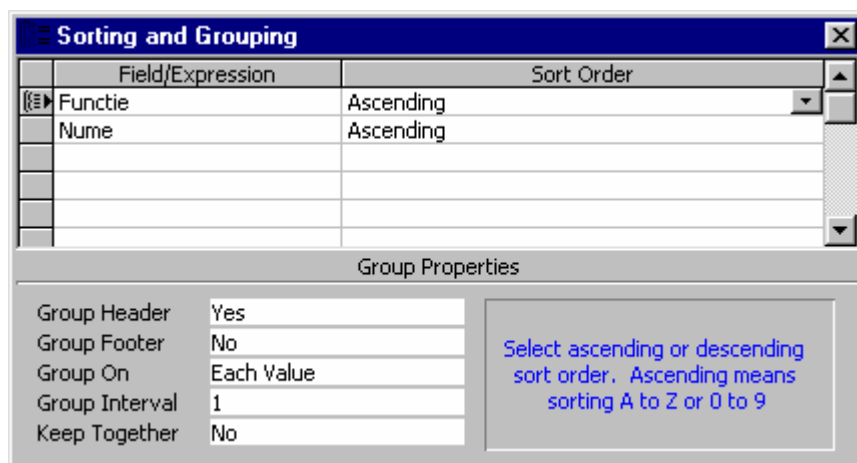 Sorting and Grouping
Field/Expression Sort Order
Functie Ascending
Nume Ascending
Group Properties
Group Header Yes
Group Footer No
Group On Each Value
Group Interval 1
Keep Together No
Select ascending or descending
sort order. Ascending means
sorting A to Z or 0 to 9